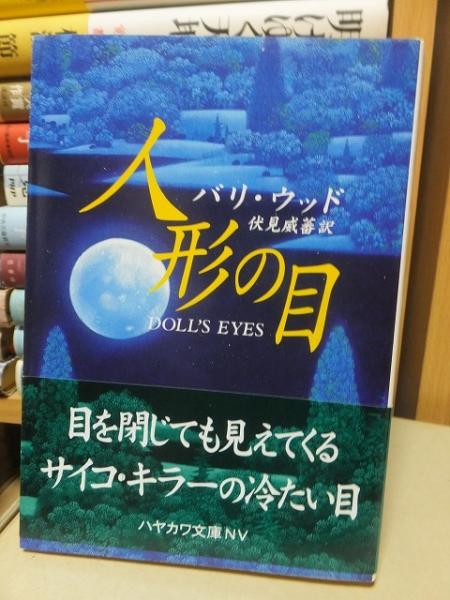 人形の目
バリ・ウッド
伏見威蕃訳
DOLL'S EYES
目を閉じても見えてくる
サイコ・キラーの冷たい目
ハヤカワ文庫NV